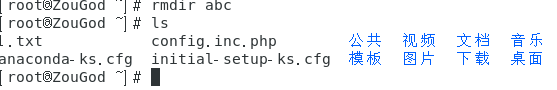 [root@ZouGod ~]# rmdir abc
[root@ZouGod ~]# ls
1.txt config.inc.php 公共 视频 文档 音乐
anaconda-ks.cfg initial-setup-ks.cfg 模板 图片 下载 桌面
[root@ZouGod ~]#